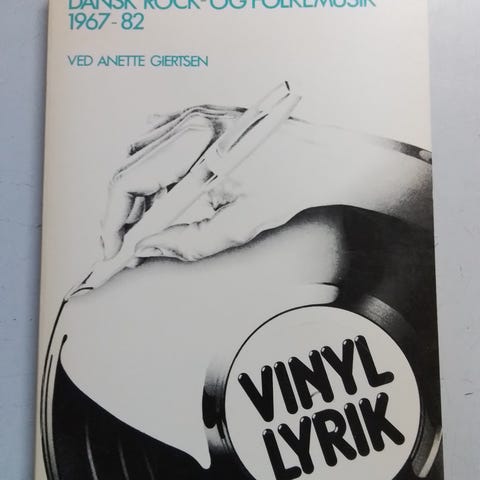 DANSK ROCK- OG FOLKEMUSIK
1967-82
VED ANETTE GIERTSEN
VINYL
LYRIK